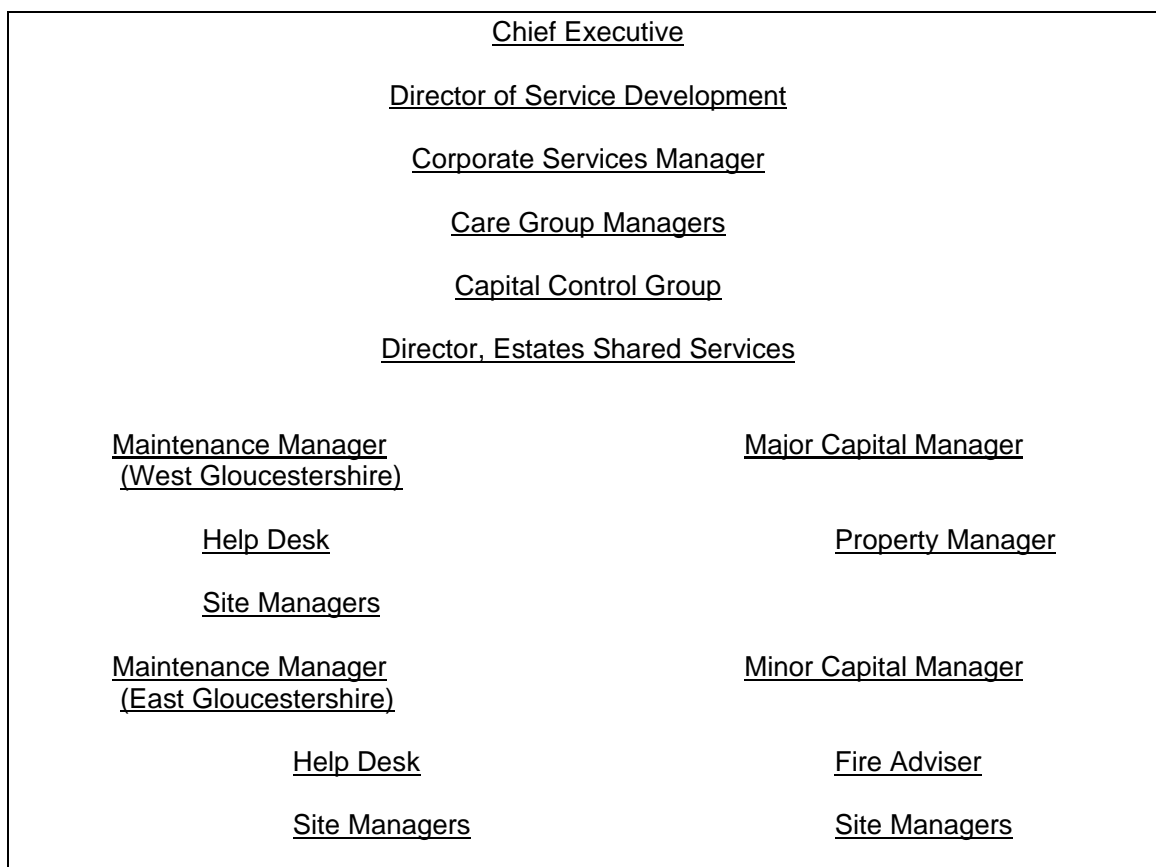 Chief Executive
Director of Service Development
Corporate Services Manager
Care Group Managers
Capital Control Group
Director, Estates Shared Services
Maintenance Manager Major Capital Manager
(West Gloucestershire)
Help Desk Property Manager
Site Managers
Maintenance Manager Minor Capital Manager
(East Gloucestershire)
Help Desk Fire Adviser
Site Managers Site Managers